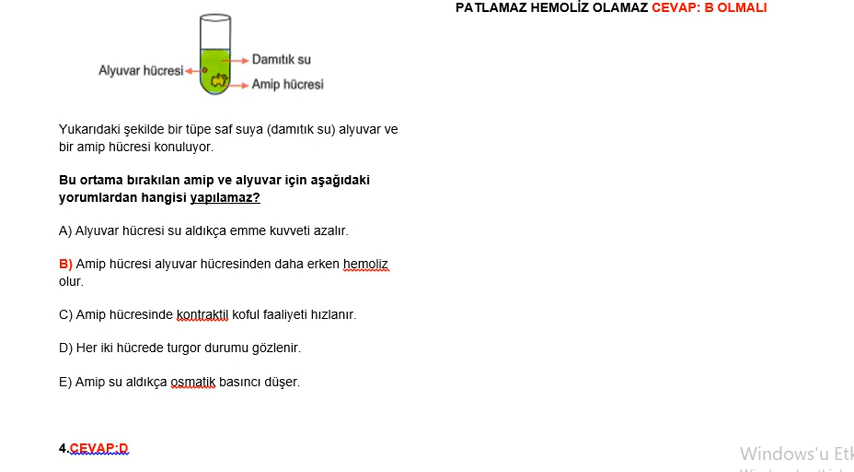 PATLAMAZ HEMOLİZ OLAMAZ CEVAP: B OLMALI
Damıtık su
Alyuvar hücresi
Amip hücresi
Yukarıdaki şekilde bir tüpe saf suya (damıtık su) alyuvar ve
bir amip hücresi konuluyor.
Bu ortama bırakılan amip ve alyuvar için aşağıdaki
yorumlardan hangisi yapılamaz?
A) Alyuvar hücresi su aldıkça emme kuvveti azalır.
B) Amip hücresi alyuvar hücresinden daha erken hemoliz
olur.
C) Amip hücresinde kontraktil koful faaliyeti hızlanır.
D) Her iki hücrede turgor durumu gözlenir.
E) Amip su aldıkça osmatik basıncı düşer.
4.CEVAP:D
Windows'u Etk